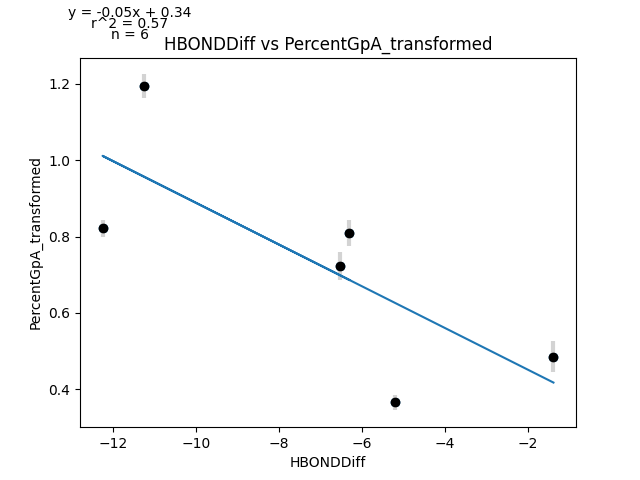 y = -0.05x + 0.34
r^2 = 0.57
n = 6
HBONDDiff vs PercentGpA_transformed
PercentGpA_transformed
1.2
1.0
0.8
0.6
0.4
−12
−10
−8
−6
−4
−2
HBONDDiff